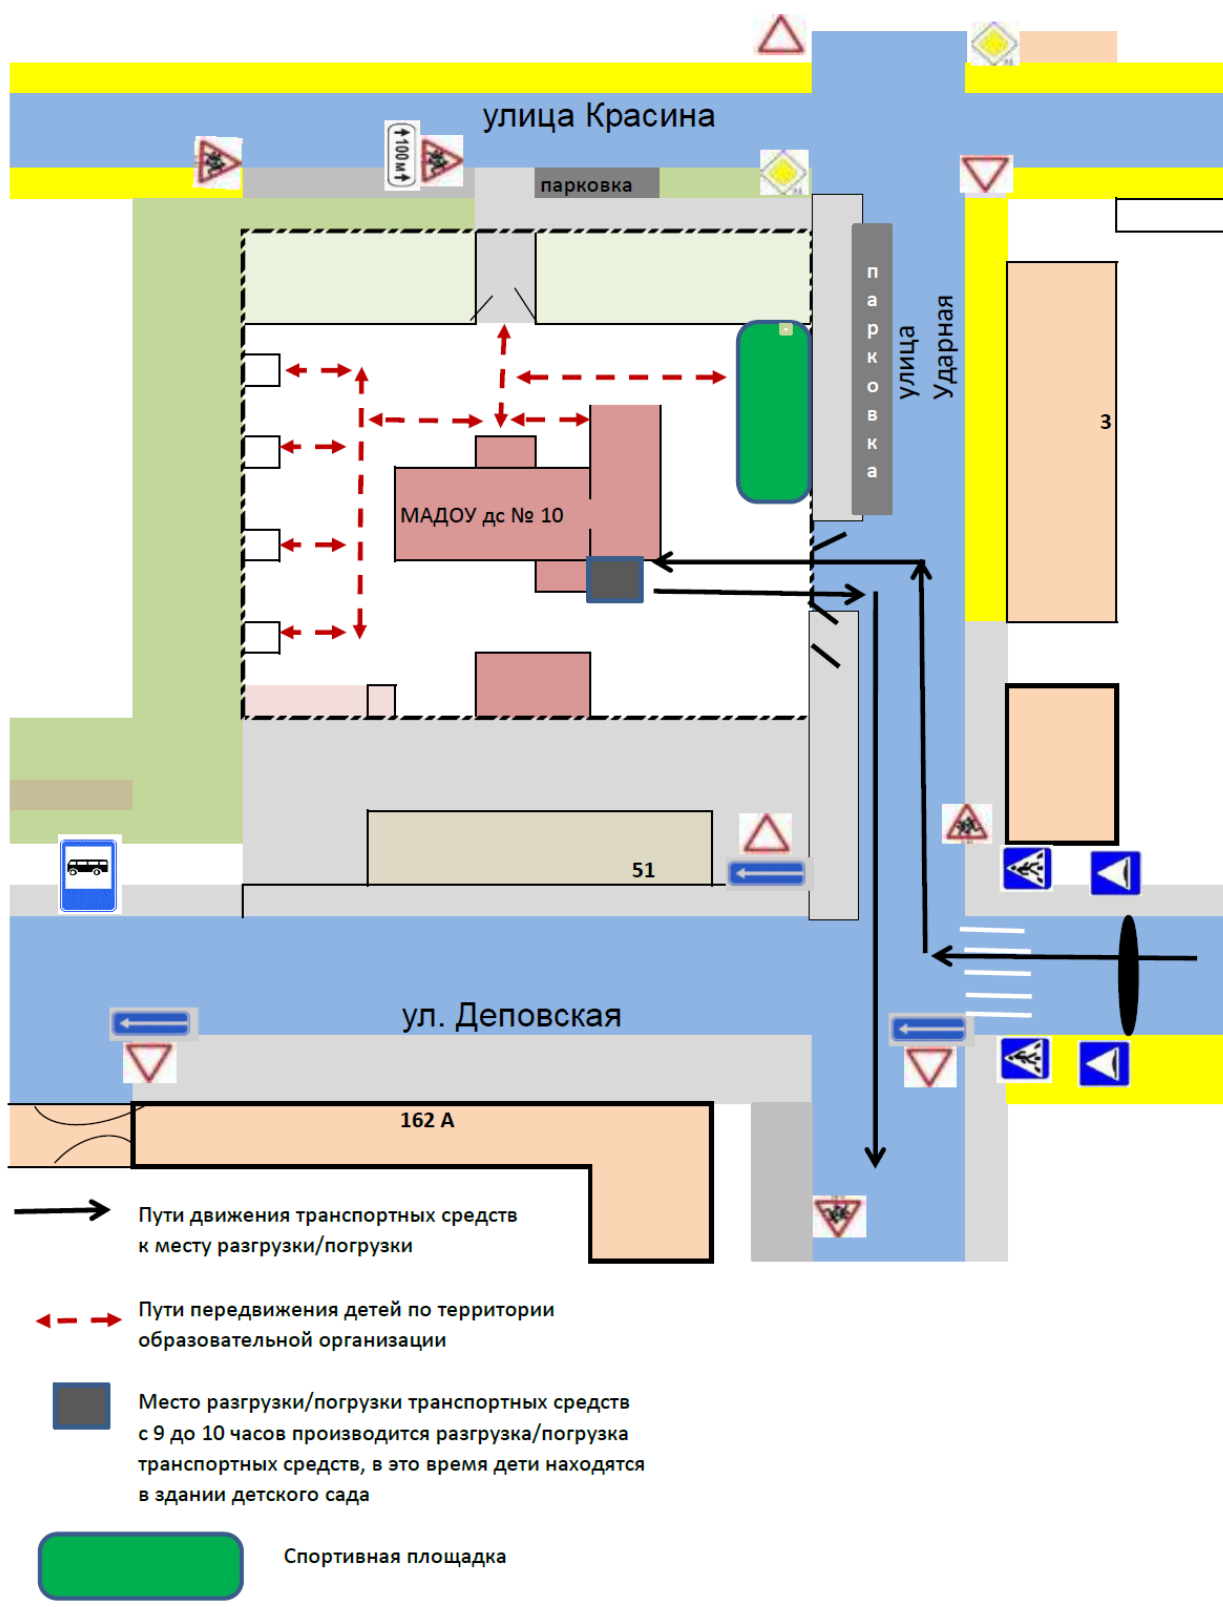 улица Красина
100 м
парковка
парковка
улица
Ударная
3
МАДОУ дс № 10
51
ул. Деповская
162 А
Пути движения транспортных средств
к месту разгрузки/погрузки
Пути передвижения детей по территории
образовательной организации
Место разгрузки/погрузки транспортных средств
с 9 до 10 часов производится разгрузка/погрузка
транспортных средств, в это время дети находятся
в здании детского сада
Спортивная площадка